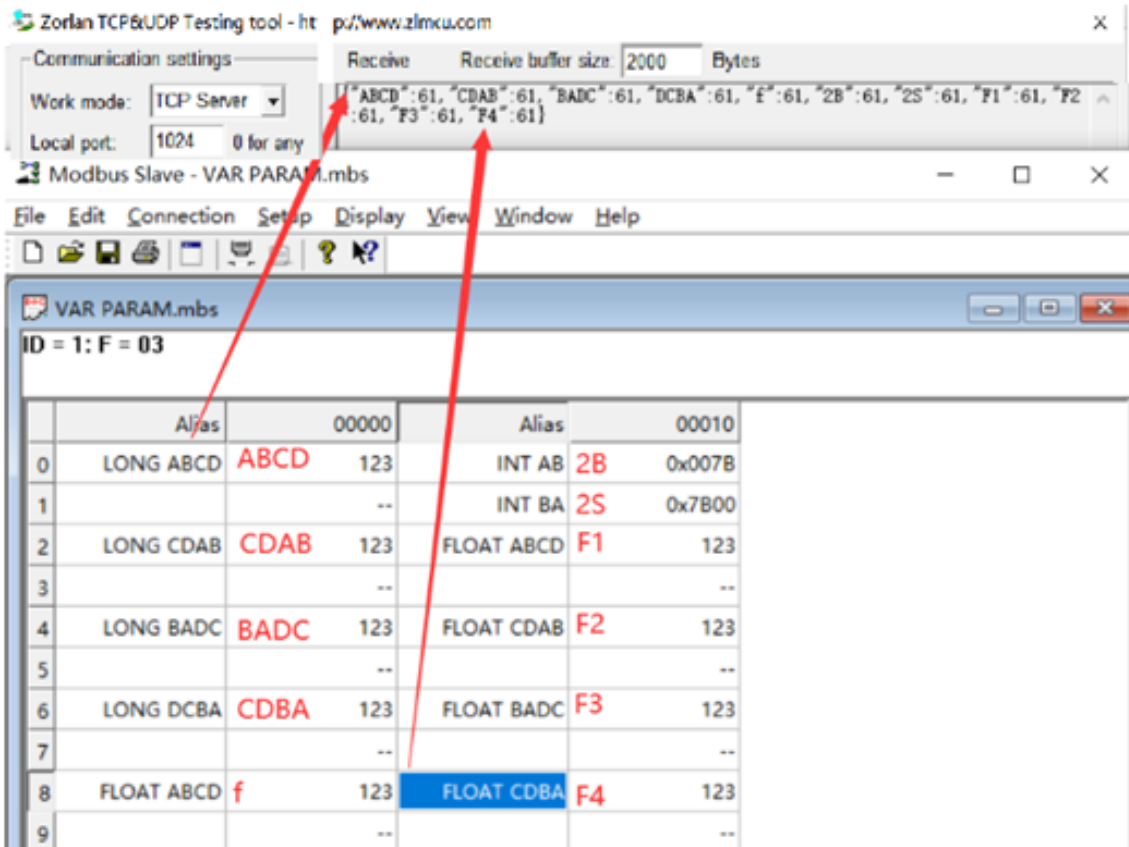 Zorlan TCP&UDP Testing tool - ht p://www.zlmcu.com
Communication settings
Receive Receive buffer size: 2000 Bytes
Work mode: TCP Server
{"ABCD":61, "CDAB":61, "BADC":61, "DCBA":61, "f":61, "2B":61, "2S":61, "F1":61, "F2
":61, "F3":61, "F4":61}
Local port: 1024 0 for any
Modbus Slave - VAR PARAM.mbs
File Edit Connection Setup Display View Window Help
VAR PARAM.mbs
ID = 1: F = 03
Alias 00000 Alias 00010
0 LONG ABCD ABCD 123 INT AB 2B 0x007B
1 -- INT BA 2S 0x7B00
2 LONG CDAB CDAB 123 FLOAT ABCD F1 123
3 -- --
4 LONG BADC BADC 123 FLOAT CDAB F2 123
5 -- --
6 LONG DCBA CDBA 123 FLOAT BADC F3 123
7 -- --
8 FLOAT ABCD f 123 FLOAT CDBA F4 123
9 -- --